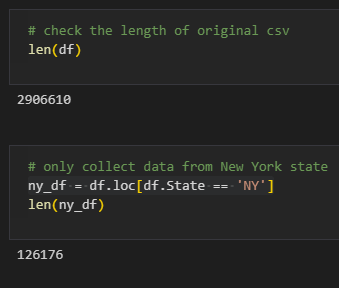 # check the length of original csv
len(df)
2906610
# only collect data from New York state
ny_df = df.loc[df.State == 'NY']
len(ny_df)
126176